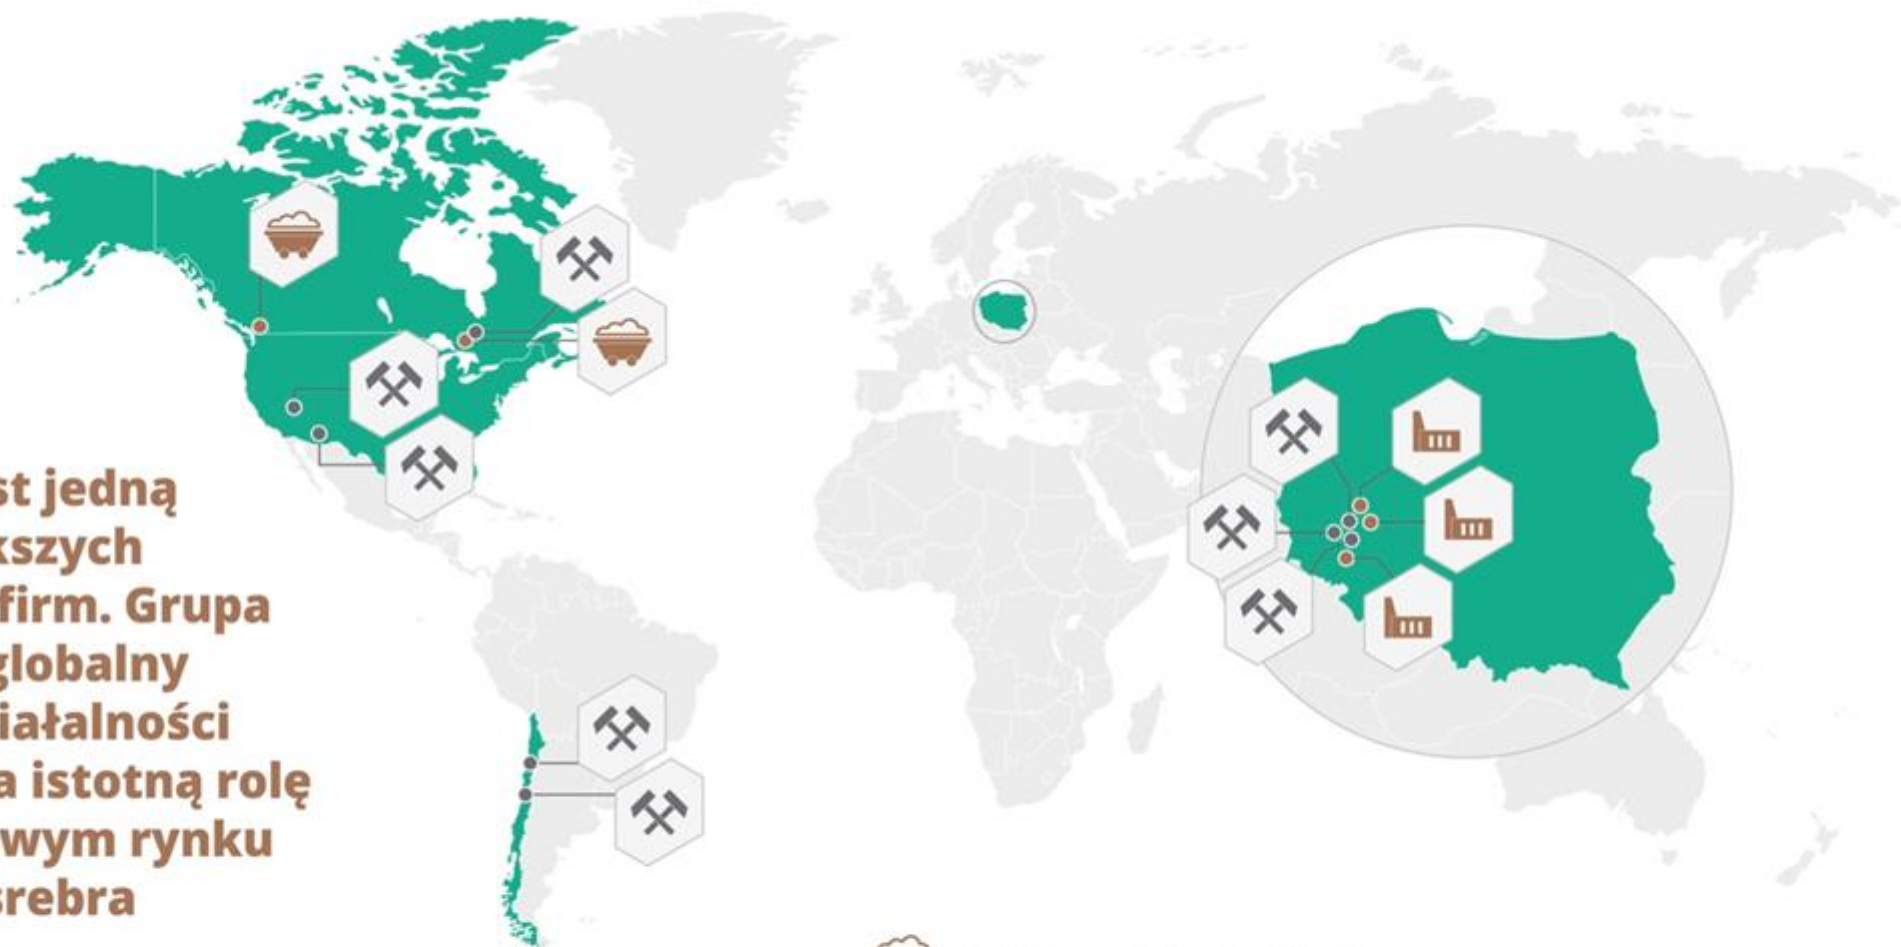 st jedną
kszych
firm. Grupa
globalny
iałalności
a istotną rolę
wym rynku
srebra